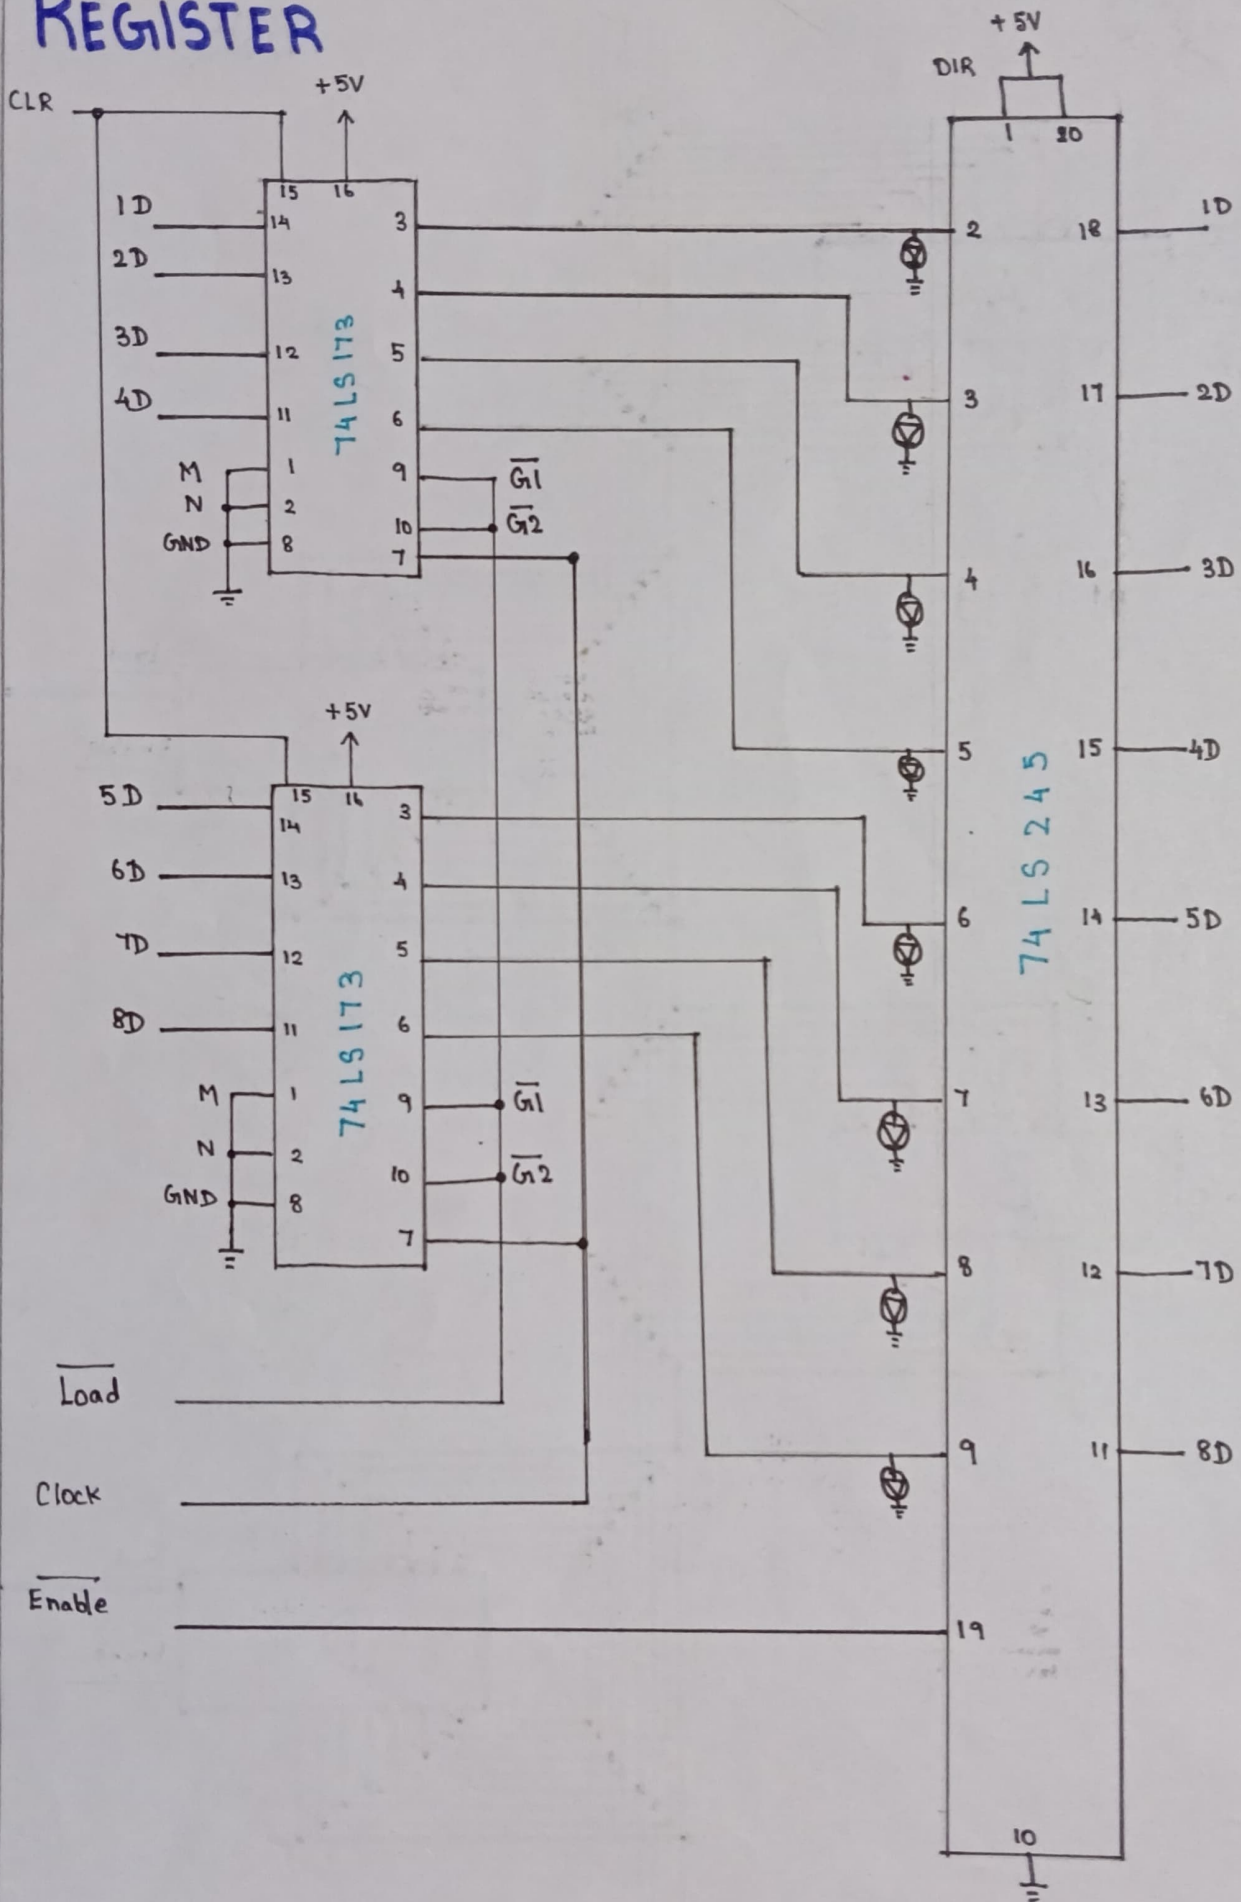 REGISTER
+5V
DIR
CLR
+5V
1 20
15 16
1D 14 3 2 18 1D
2D 13 4 3 17 2D
3D 12 5 4 16 3D
4D 11 6 5 15 4D
74LS173
M 1 9 G1̅
N 2 10 G2̅
GND 8 7
+5V
15 16
5D 14 3 6 14 5D
6D 13 4 7 13 6D
7D 12 5 8 12 7D
8D 11 6 9 11 8D
74LS173
74LS245
M 1 9 G1̅
N 2 10 G2̅
GND 8 7
L̅o̅a̅d̅
Clock
E̅n̅a̅b̅l̅e̅
19
10